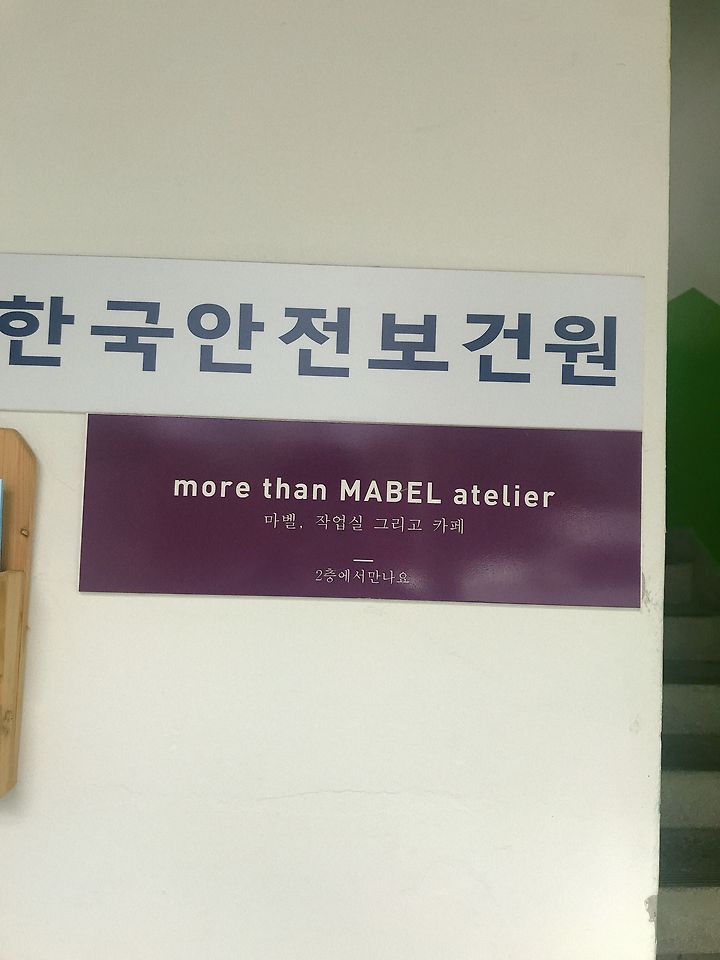 한국안전보건원
more than MABEL atelier
마벨, 작업실 그리고 카페
2층에서만나요